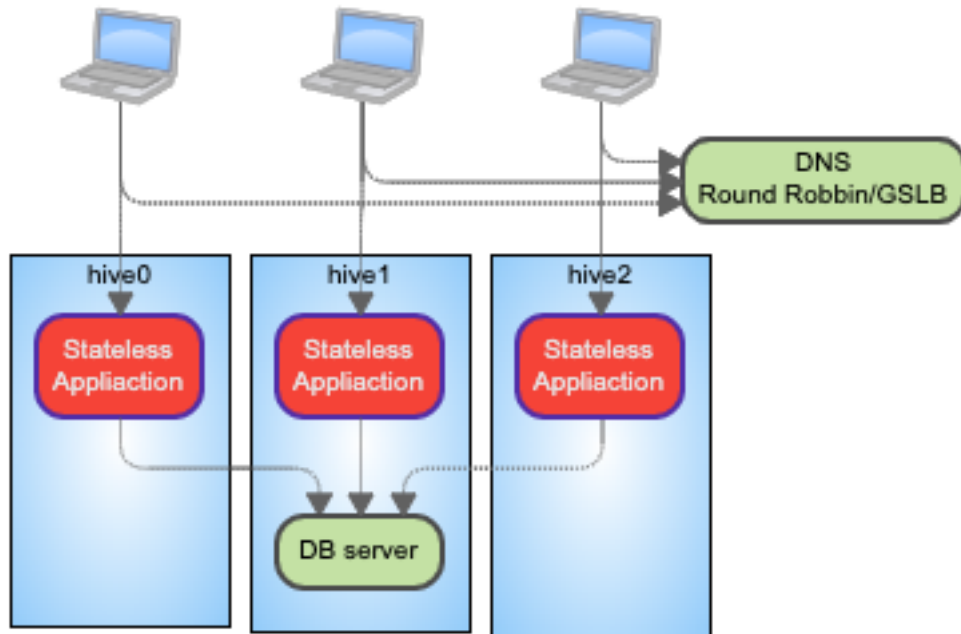 DNS
Round Robbin/GSLB
hive0
hive1
hive2
Stateless
Appliaction
Stateless
Appliaction
Stateless
Appliaction
DB server